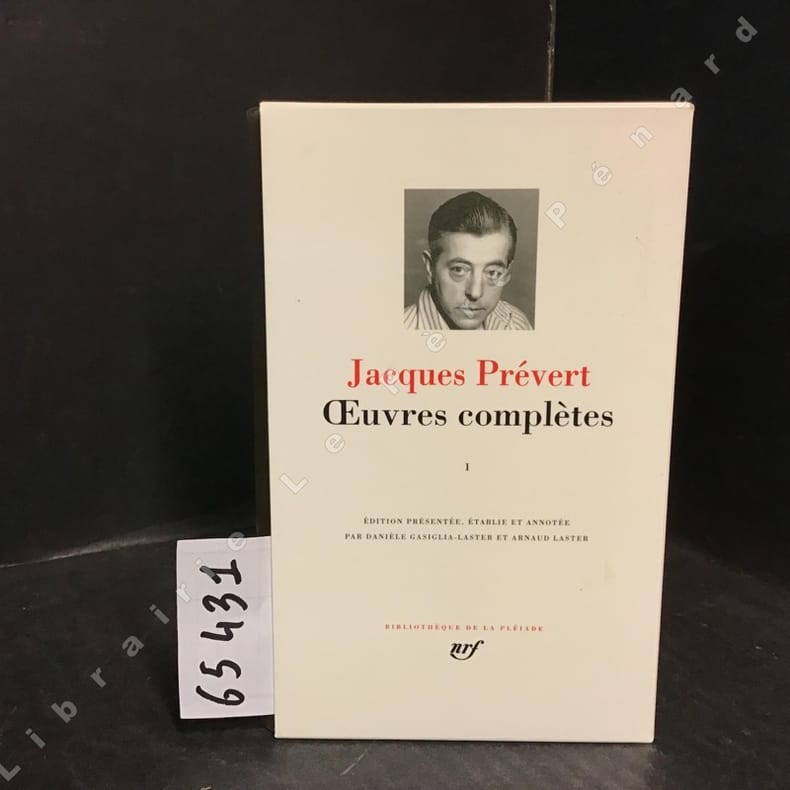 Jacques Prévert
Œuvres complètes
I
ÉDITION PRÉSENTÉE, ÉTABLIE ET ANNOTÉE
PAR DANIÈLE GASIGLIA-LASTER ET ARNAUD LASTER
BIBLIOTHÈQUE DE LA PLÉIADE
nrf
65431
Librairie Le Père Pénard